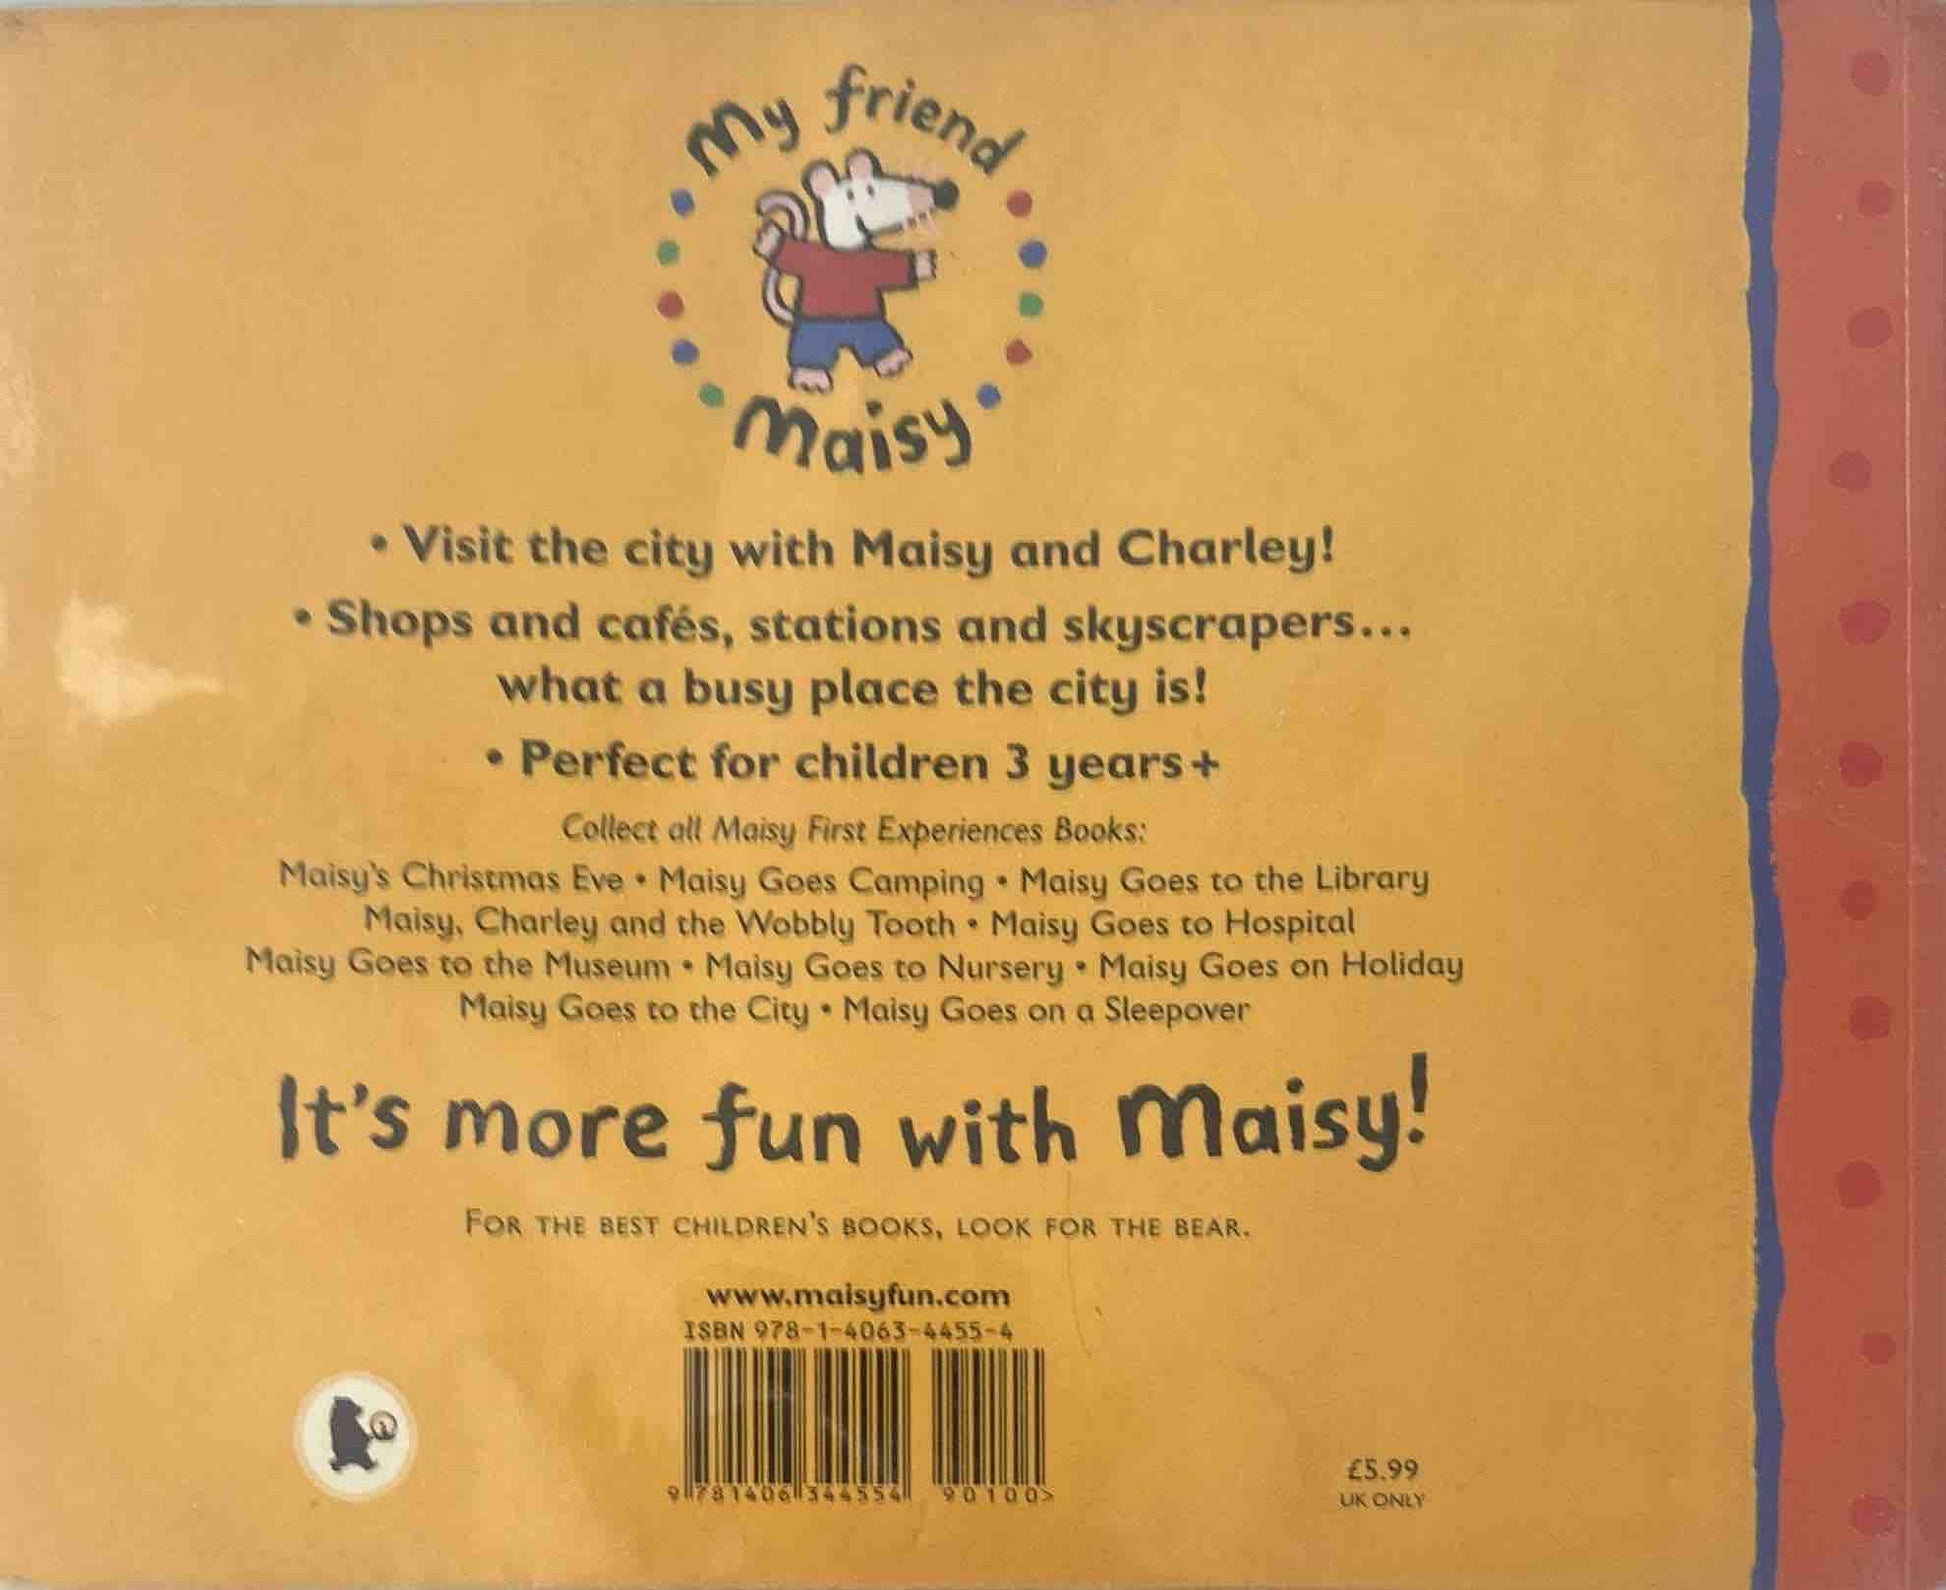 My friend
Maisy
• Visit the city with Maisy and Charley!
• Shops and cafés, stations and skyscrapers...
what a busy place the city is!
• Perfect for children 3 years+
Collect all Maisy First Experiences Books:
Maisy's Christmas Eve • Maisy Goes Camping • Maisy Goes to the Library
Maisy, Charley and the Wobbly Tooth • Maisy Goes to Hospital
Maisy Goes to the Museum • Maisy Goes to Nursery • Maisy Goes on Holiday
Maisy Goes to the City • Maisy Goes on a Sleepover
It's more fun with Maisy!
FOR THE BEST CHILDREN'S BOOKS, LOOK FOR THE BEAR.
www.maisyfun.com
ISBN 978-1-4063-4455-4
9 781406 344554 90100>
£5.99
UK ONLY